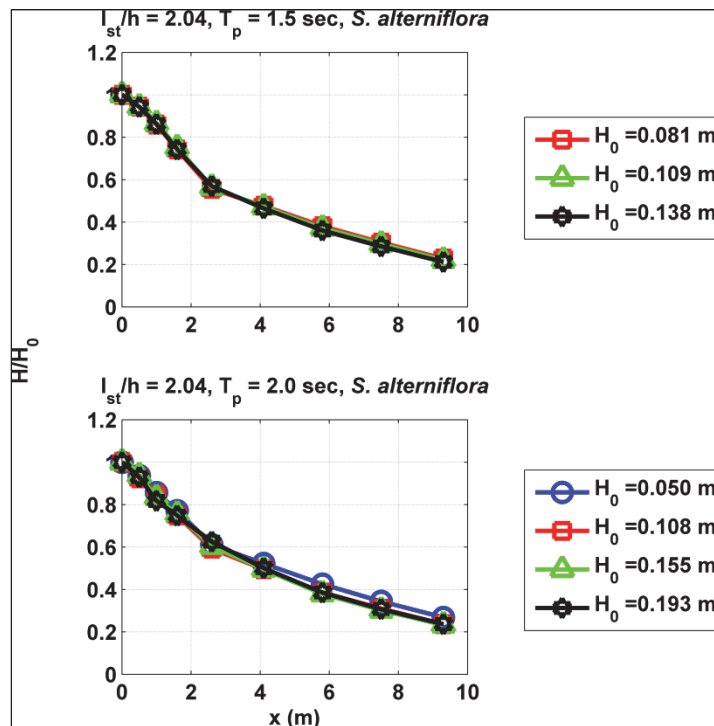 l_st/h = 2.04, T_p = 1.5 sec, S. alterniflora
1.2
1
0.8
0.6
0.4
0.2
0
0 2 4 6 8 10
H_0 =0.081 m
H_0 =0.109 m
H_0 =0.138 m
H/H_0
l_st/h = 2.04, T_p = 2.0 sec, S. alterniflora
1.2
1
0.8
0.6
0.4
0.2
0
0 2 4 6 8 10
x (m)
H_0 =0.050 m
H_0 =0.108 m
H_0 =0.155 m
H_0 =0.193 m